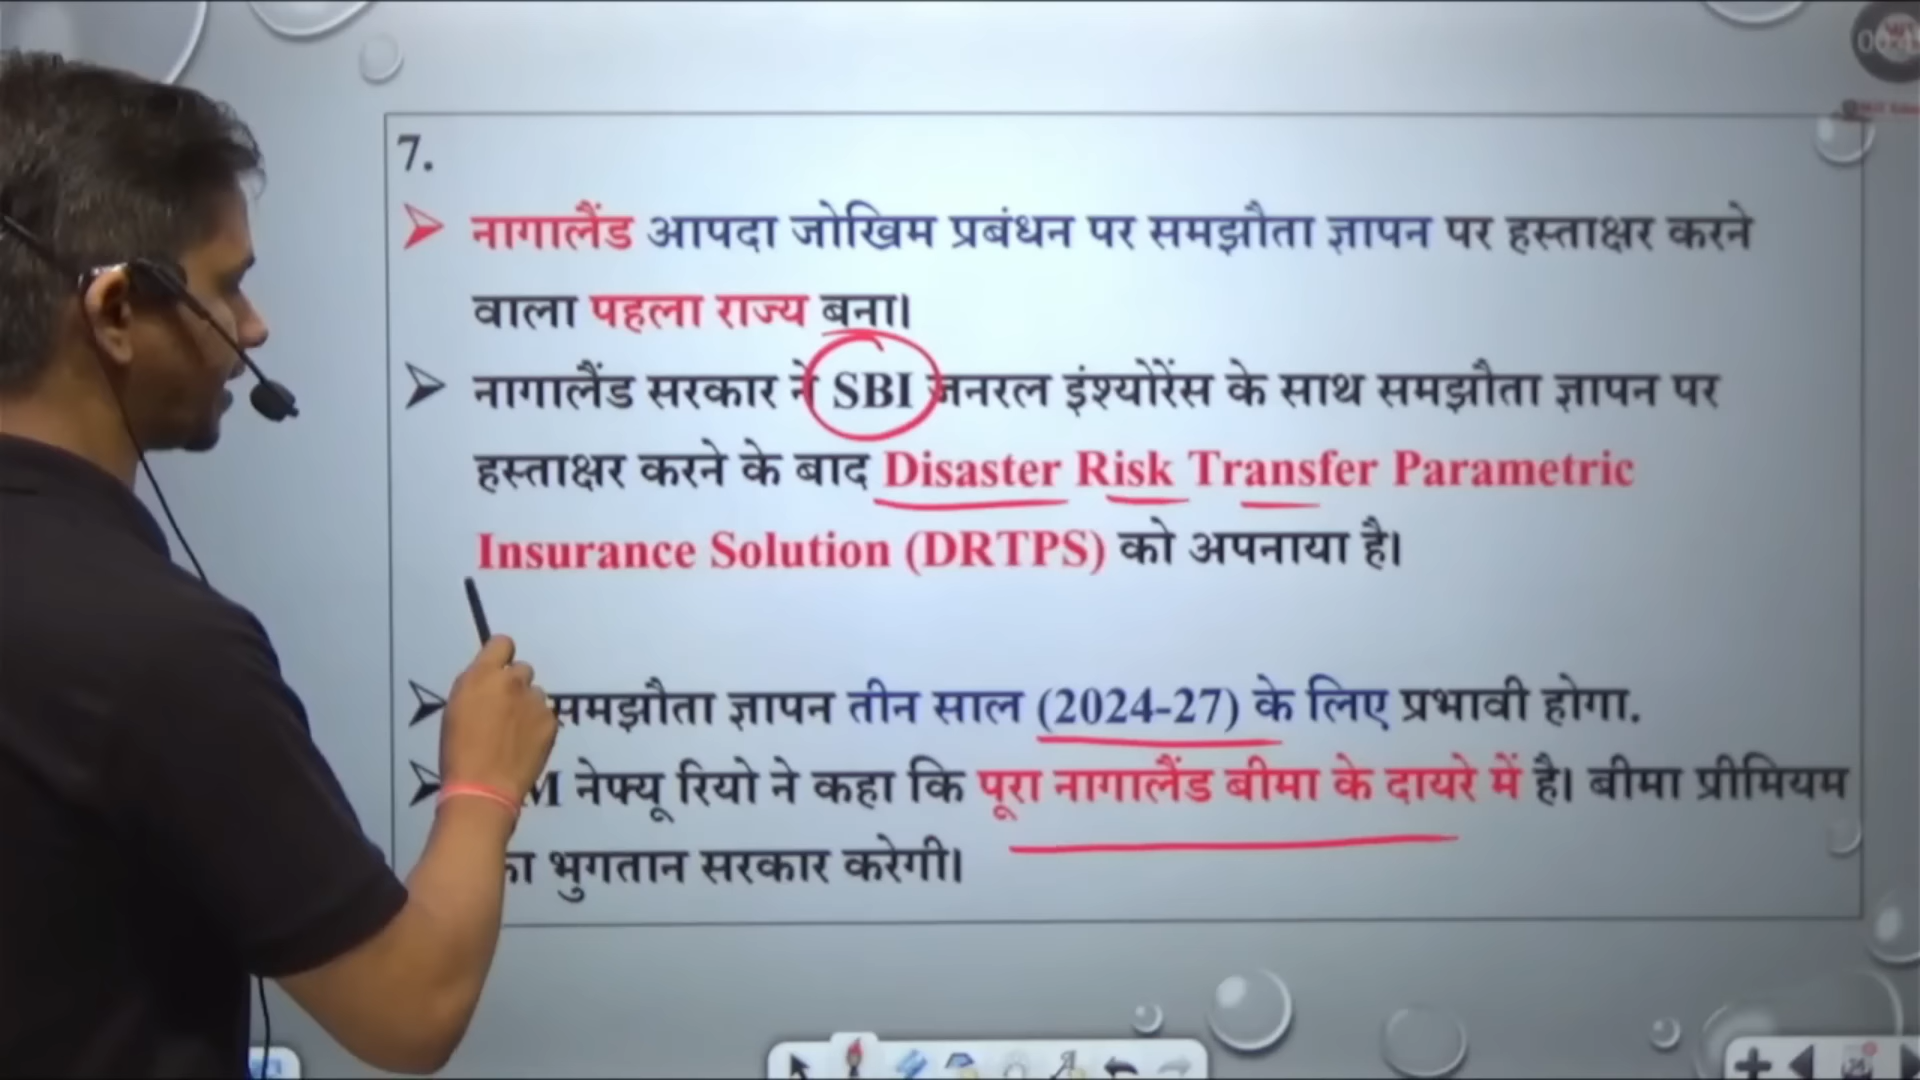 7.
➢ नागालैंड आपदा जोखिम प्रबंधन पर समझौता ज्ञापन पर हस्ताक्षर करने
वाला पहला राज्य बना।
➢ नागालैंड सरकार ने SBI जनरल इंश्योरेंस के साथ समझौता ज्ञापन पर
हस्ताक्षर करने के बाद Disaster Risk Transfer Parametric
Insurance Solution (DRTPS) को अपनाया है।
➢ समझौता ज्ञापन तीन साल (2024-27) के लिए प्रभावी होगा.
➢ नेफ्यू रियो ने कहा कि पूरा नागालैंड बीमा के दायरे में है। बीमा प्रीमियम
भुगतान सरकार करेगी।